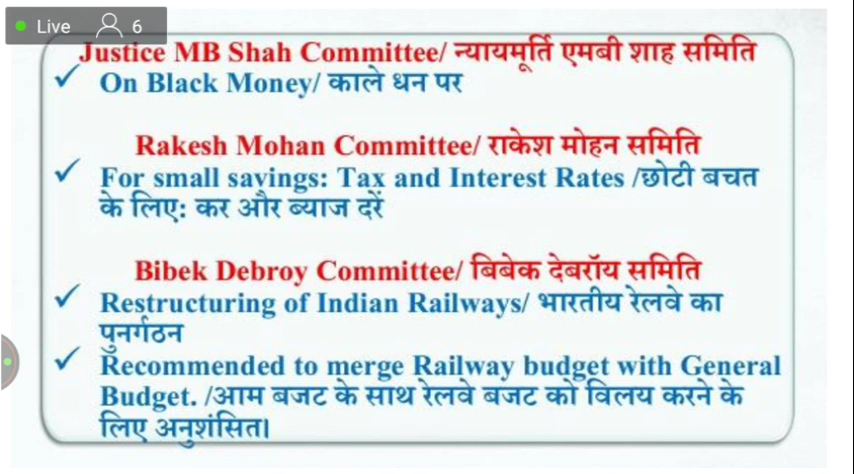 Live 6
Justice MB Shah Committee/ न्यायमूर्ति एमबी शाह समिति
✓ On Black Money/ काले धन पर
Rakesh Mohan Committee/ राकेश मोहन समिति
✓ For small savings: Tax and Interest Rates /छोटी बचत
के लिए: कर और ब्याज दरें
Bibek Debroy Committee/ बिबेक देबरॉय समिति
✓ Restructuring of Indian Railways/ भारतीय रेलवे का
पुनर्गठन
✓ Recommended to merge Railway budget with General
Budget. /आम बजट के साथ रेलवे बजट को विलय करने के
लिए अनुशंसित।